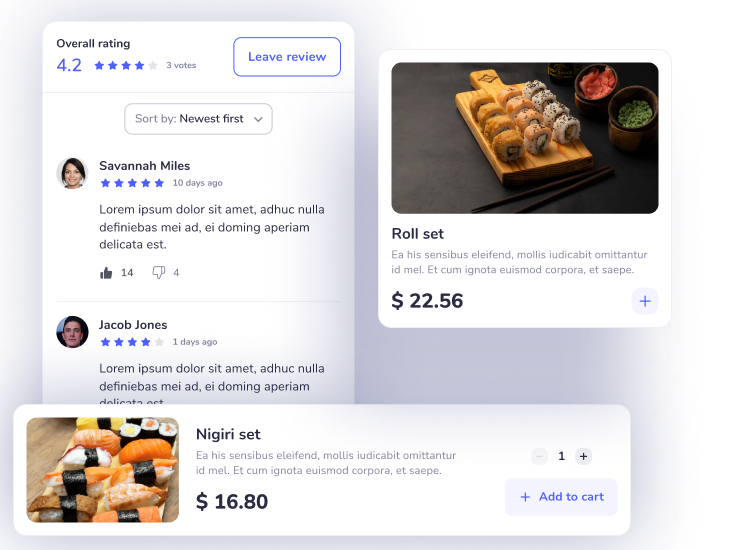 Overall rating
4.2
3 votes
Leave review
Sort by: Newest first
Savannah Miles
10 days ago
Lorem ipsum dolor sit amet, adhuc nulla
definiebas mei ad, ei doming aperiam
delicata est.
14
4
Jacob Jones
1 days ago
Lorem ipsum dolor sit amet, adhuc nulla
definiebas mei ad, ei doming aperiam
delicata est.
Roll set
Ea his sensibus eleifend, mollis iudicabit omittantur
id mel. Et cum ignota euismod corpora, et saepe.
$ 22.56
Nigiri set
Ea his sensibus eleifend, mollis iudicabit omittantur
id mel. Et cum ignota euismod corpora, et saepe.
$ 16.80
1
Add to cart